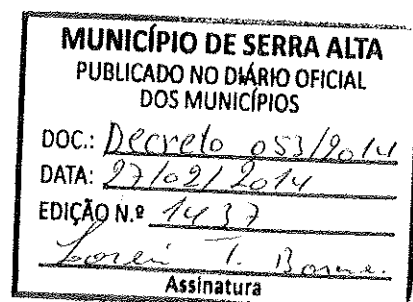 MUNICÍPIO DE SERRA ALTA
PUBLICADO NO DIÁRIO OFICIAL
DOS MUNICÍPIOS
DOC.: Decreto 053/2014
DATA: 27/02/2014
EDIÇÃO N.º 1437
T.
Assinatura